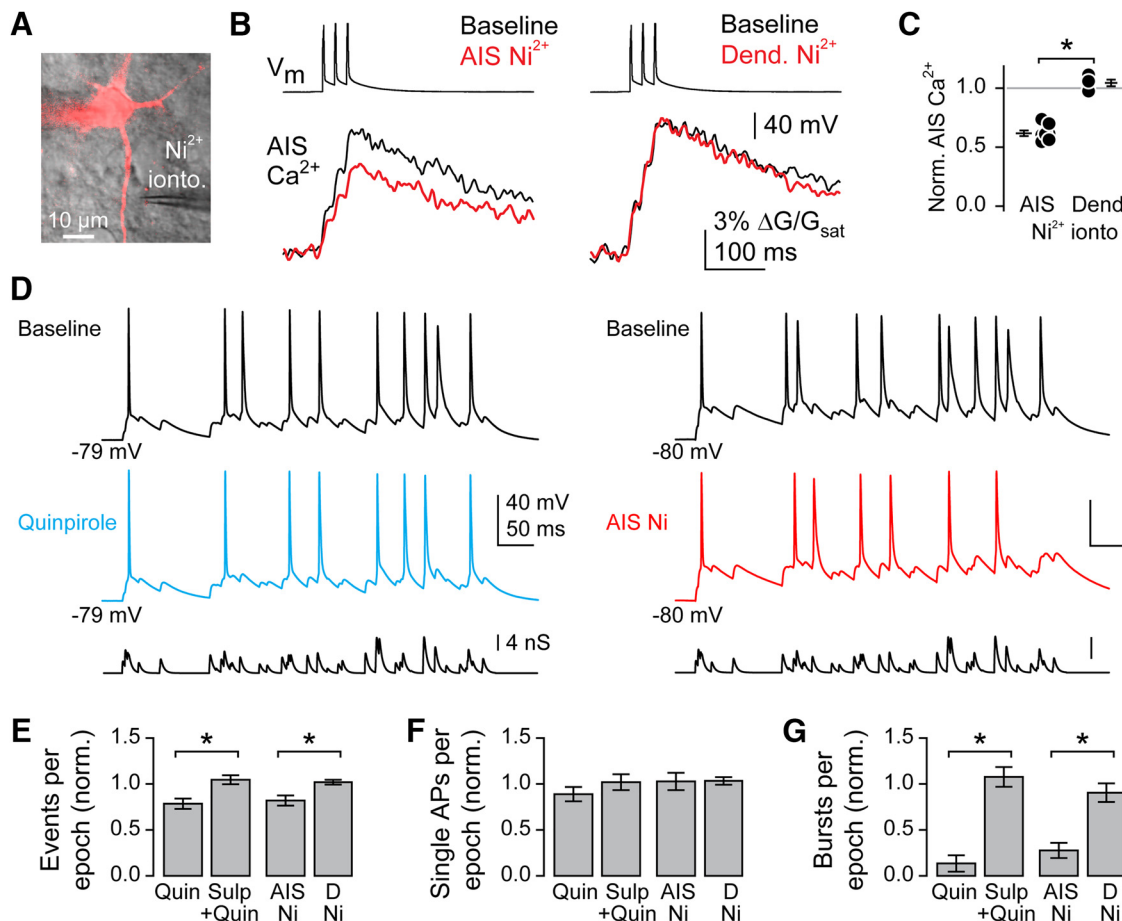 A
Ni2+
ionto.
10 µm
B
Baseline
AIS Ni2+
Vm
AIS
Ca2+
Baseline
Dend. Ni2+
40 mV
3% ΔG/Gsat
100 ms
C
*
Norm. AIS Ca2+
1.0
0.5
0.0
AIS
Dend
Ni2+ ionto
D
Baseline
-79 mV
Quinpirole
40 mV
50 ms
-79 mV
4 nS
Baseline
-80 mV
AIS Ni
-80 mV
E
Events per
epoch (norm.)
1.5
1.0
0.5
0.0
*
*
Quin
Sulp
+Quin
AIS
Ni
D
Ni
F
Single APs per
epoch (norm.)
1.5
1.0
0.5
0.0
Quin
Sulp
+Quin
AIS
Ni
D
Ni
G
Bursts per
epoch (norm.)
1.5
1.0
0.5
0.0
*
*
Quin
Sulp
+Quin
AIS
Ni
D
Ni